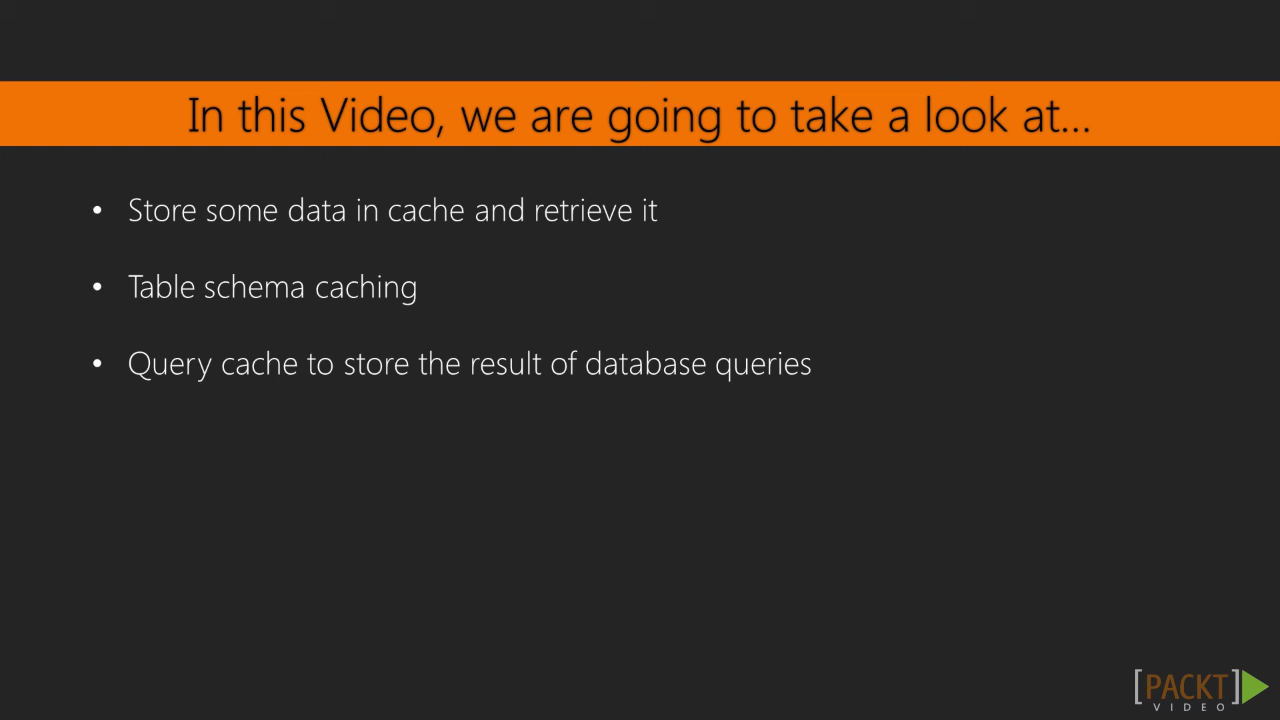 In this Video, we are going to take a look at...
• Store some data in cache and retrieve it
• Table schema caching
• Query cache to store the result of database queries
[PACKT]
VIDEO